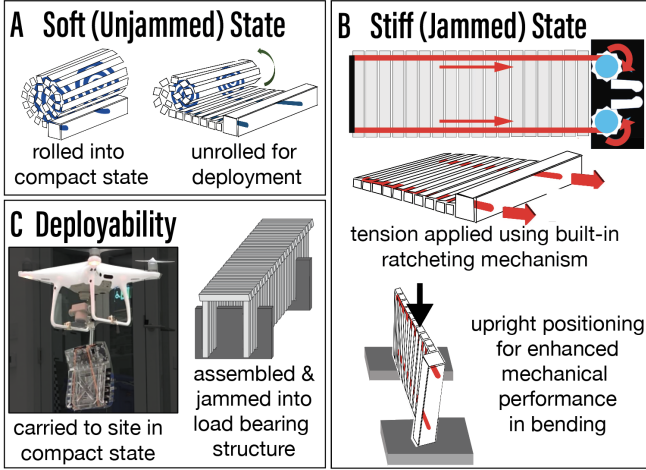 A Soft (Unjammed) State
rolled into
compact state
unrolled for
deployment
B Stiff (Jammed) State
tension applied using built-in
ratcheting mechanism
upright positioning
for enhanced
mechanical
performance
in bending
C Deployability
carried to site in
compact state
assembled &
jammed into
load bearing
structure